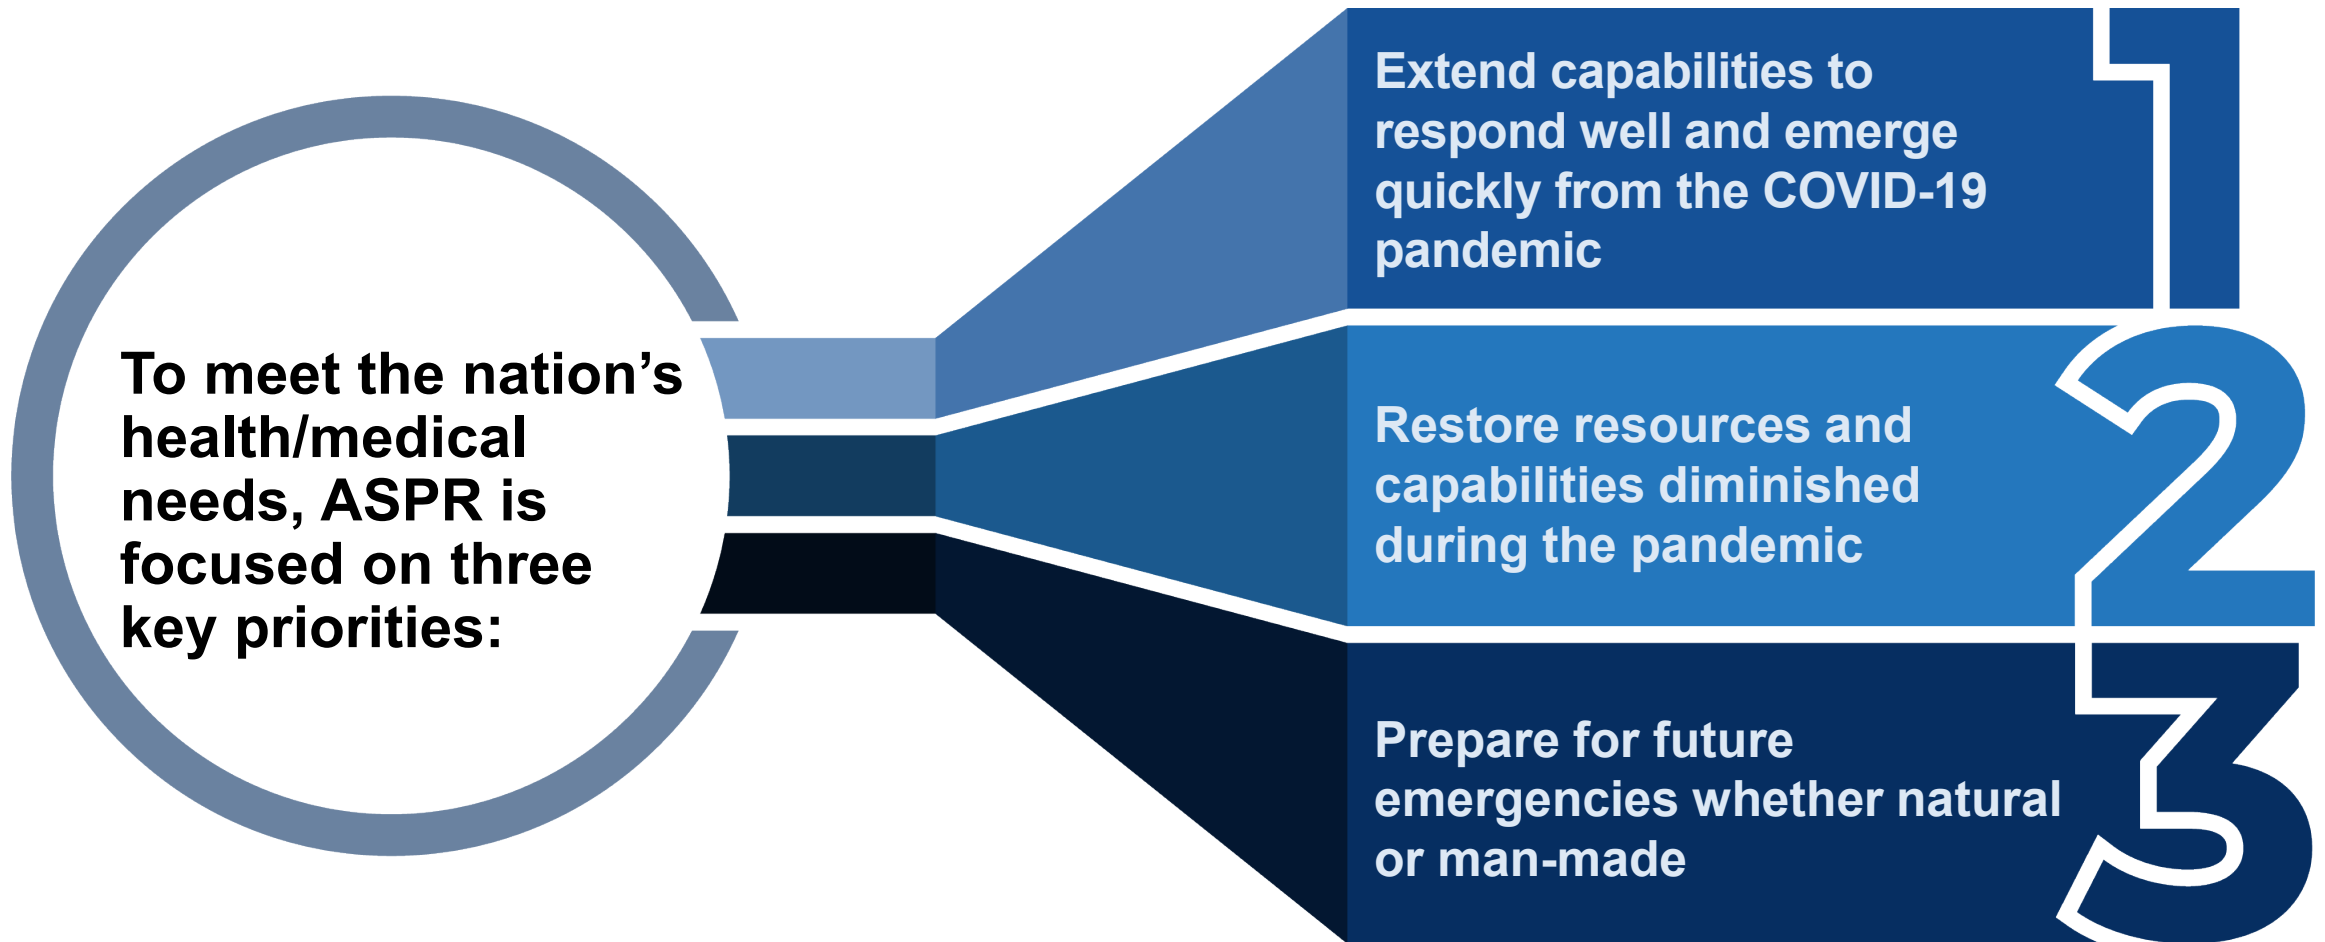 To meet the nation’s
health/medical
needs, ASPR is
focused on three
key priorities:
Extend capabilities to
respond well and emerge
quickly from the COVID-19
pandemic
1
Restore resources and
capabilities diminished
during the pandemic
2
Prepare for future
emergencies whether natural
or man-made
3